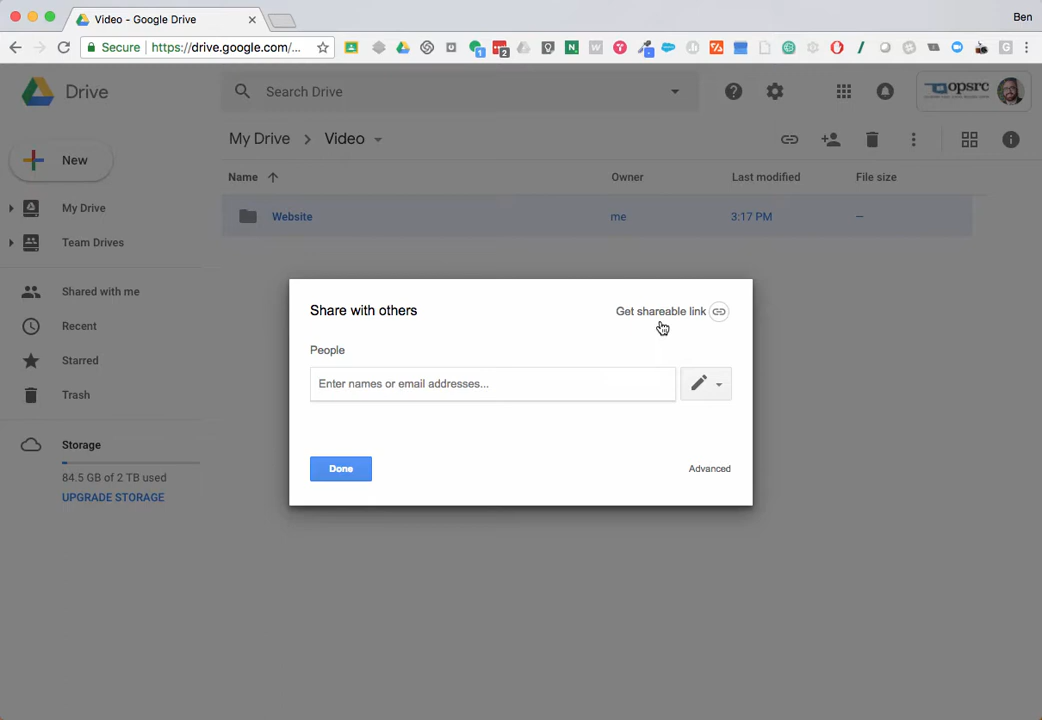 Video - Google Drive
Ben
Secure https://drive.google.com/...
1
2
Drive
Search Drive
opsrc
My Drive > Video
New
Name Owner Last modified File size
My Drive
Website me 3:17 PM –
Team Drives
Shared with me
Share with others Get shareable link
Recent
People
Starred
Enter names or email addresses...
Trash
Storage
Done Advanced
84.5 GB of 2 TB used
UPGRADE STORAGE